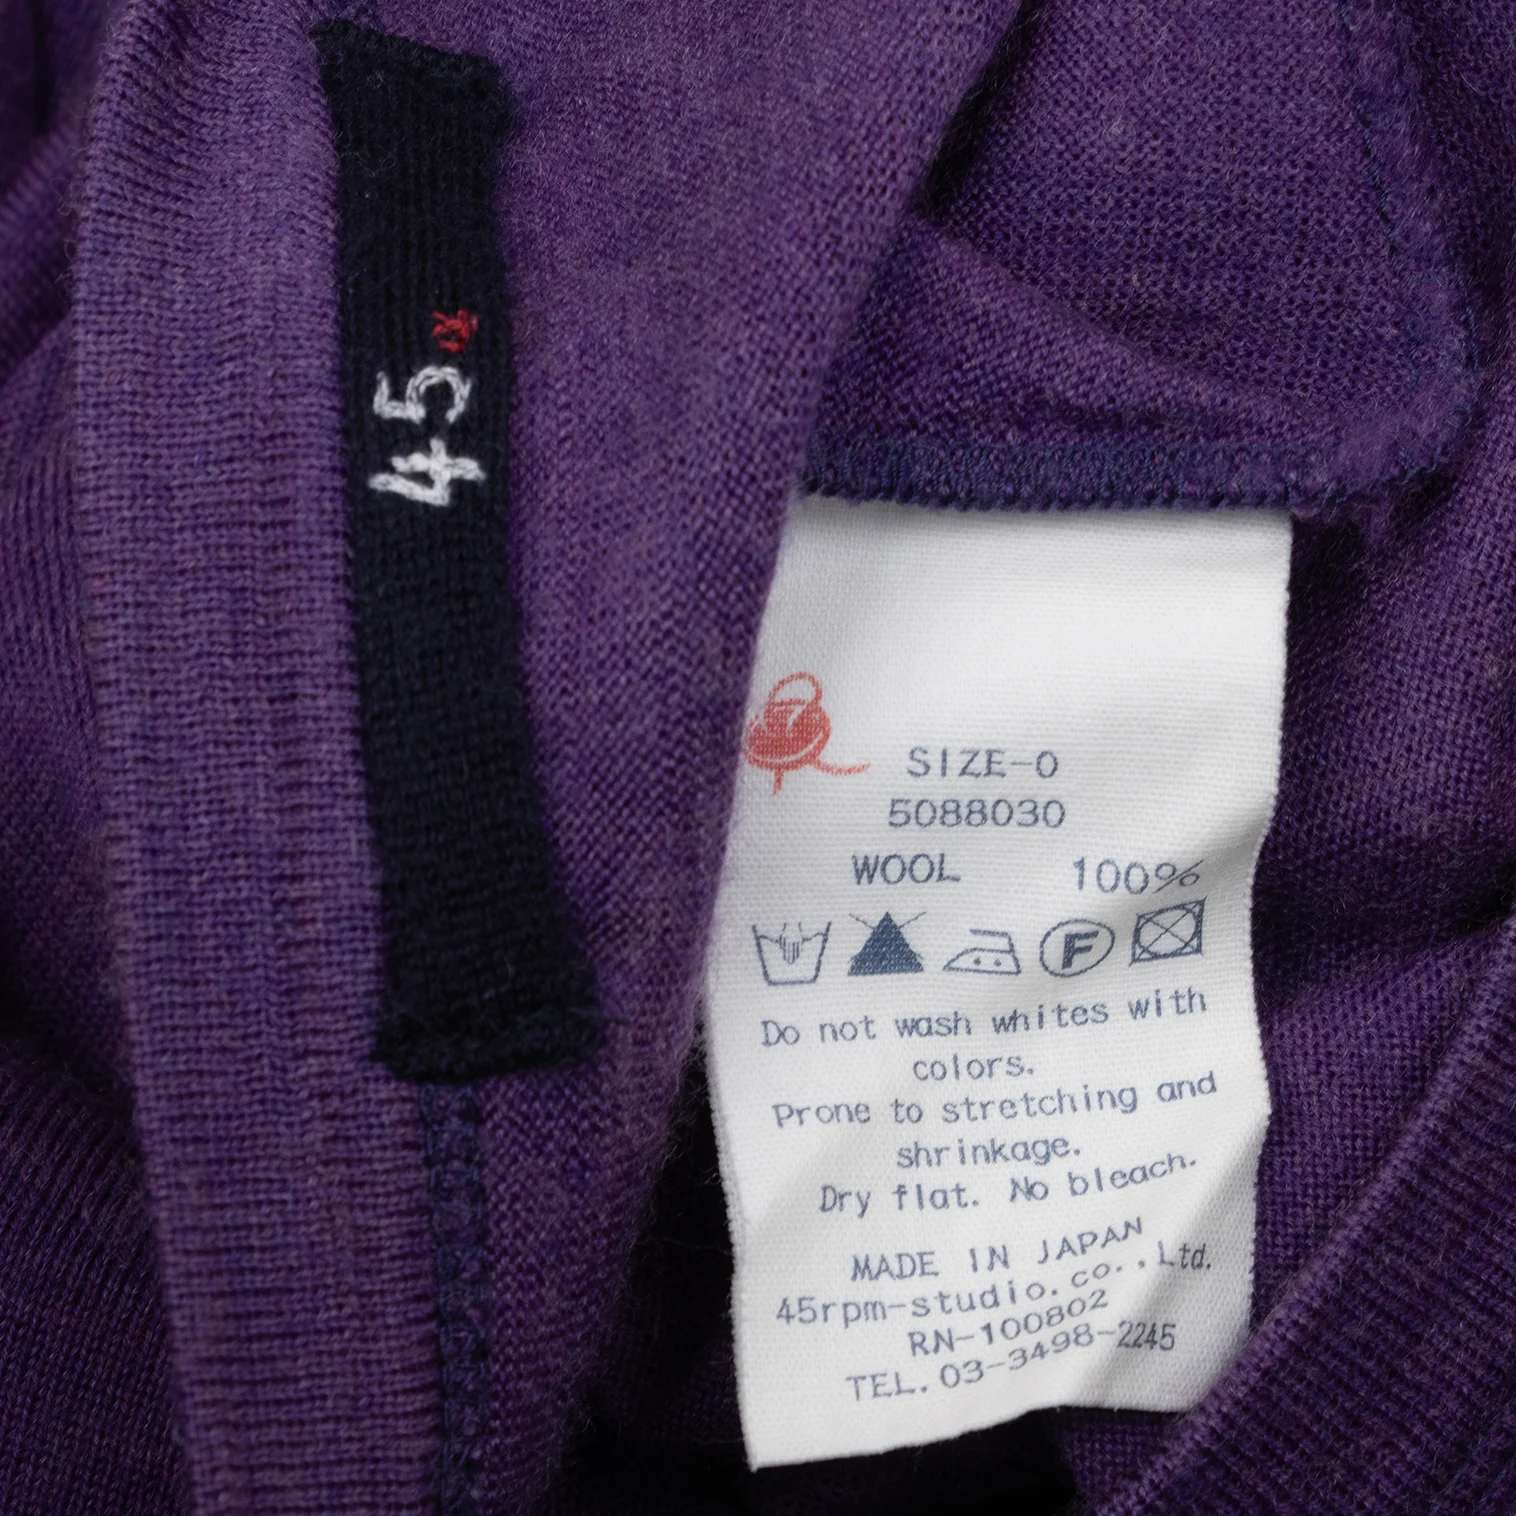 45
SIZE-0
5088030
WOOL 100%
F
Do not wash whites with
colors.
Prone to stretching and
shrinkage.
Dry flat. No bleach.
MADE IN JAPAN
45rpm-studio.co.,Ltd.
RN-100802
TEL.03-3498-2245